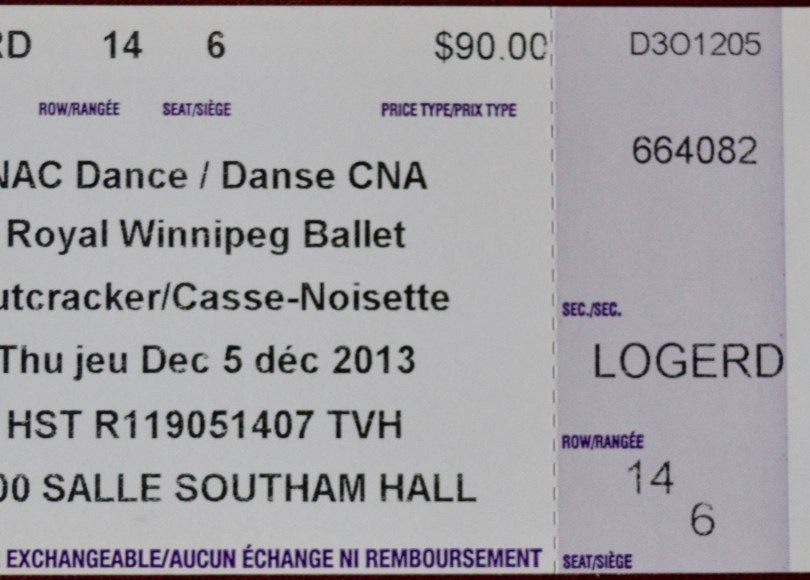 RD 14 6 $90.00
ROW/RANGÉE SEAT/SIÈGE PRICE TYPE/PRIX TYPE
NAC Dance / Danse CNA
Royal Winnipeg Ballet
utcracker/Casse-Noisette
Thu jeu Dec 5 déc 2013
HST R119051407 TVH
00 SALLE SOUTHAM HALL
EXCHANGEABLE/AUCUN ÉCHANGE NI REMBOURSEMENT
D3O1205
664082
SEC./SEC.
LOGERD
ROW/RANGÉE
14
6
SEAT/SIÈGE